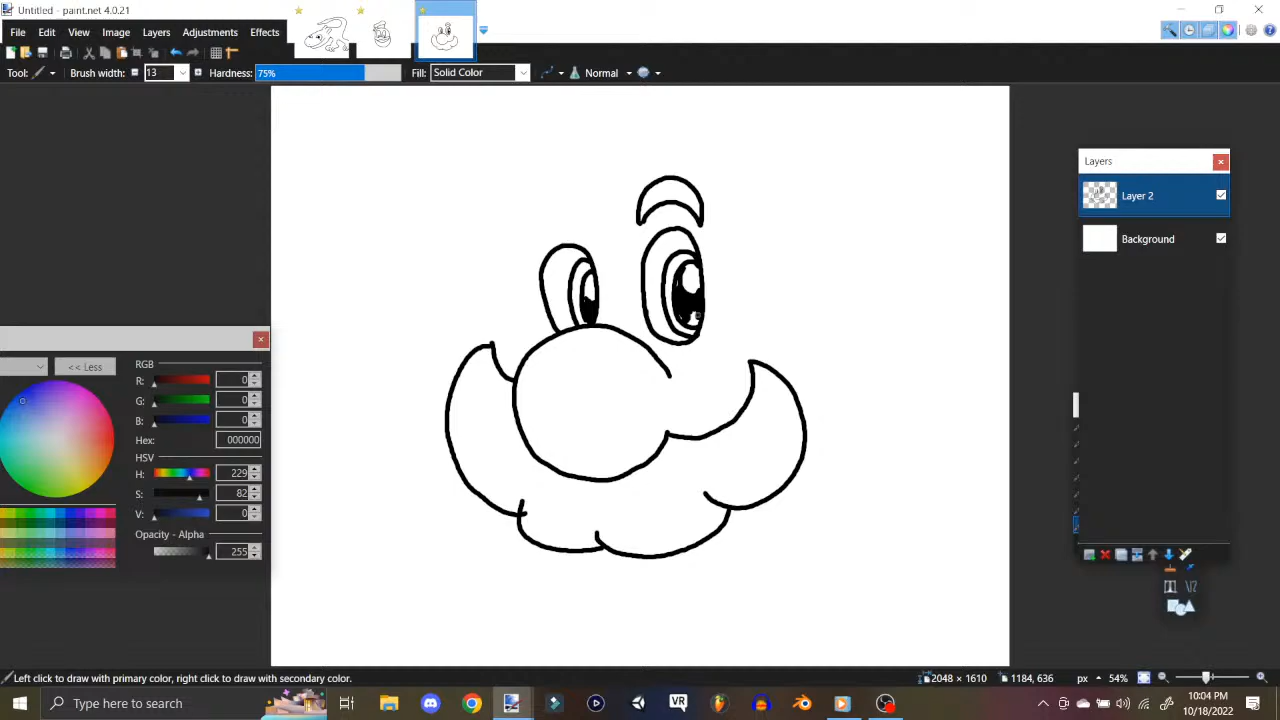 Untitled - paint.net 4.0.21
File Edit View Image Layers Adjustments Effects
Tool: Brush width: 13 Hardness: 75% Fill: Solid Color Normal
Layers
Layer 2
Background
<< Less
RGB
R: 0
G: 0
B: 0
Hex: 000000
HSV
H: 229
S: 82
V: 0
Opacity - Alpha
255
Left click to draw with primary color, right click to draw with secondary color.
2048 × 1610 1184, 636 px 54%
Type here to search
VR
10:04 PM
10/18/2022